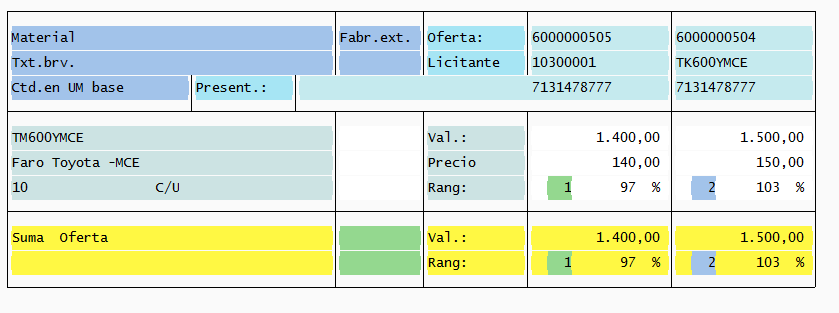 Material Fabr.ext. Oferta: 6000000505 6000000504
Txt.brv. Licitante 10300001 TK600YMCE
Ctd.en UM base Present.: 7131478777 7131478777
TM600YMCE Val.: 1.400,00 1.500,00
Faro Toyota -MCE Precio 140,00 150,00
10 C/U Rang: 1 97 % 2 103 %
Suma Oferta Val.: 1.400,00 1.500,00
Rang: 1 97 % 2 103 %